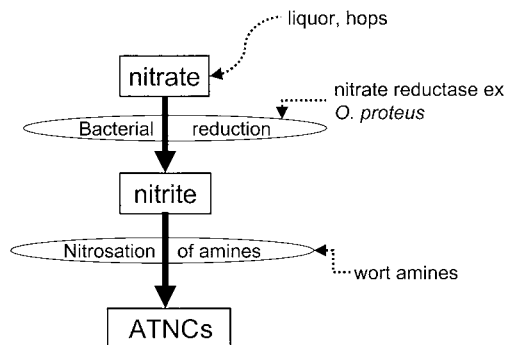 liquor, hops
nitrate
nitrate reductase ex
O. proteus
Bacterial reduction
nitrite
Nitrosation of amines
wort amines
ATNCs